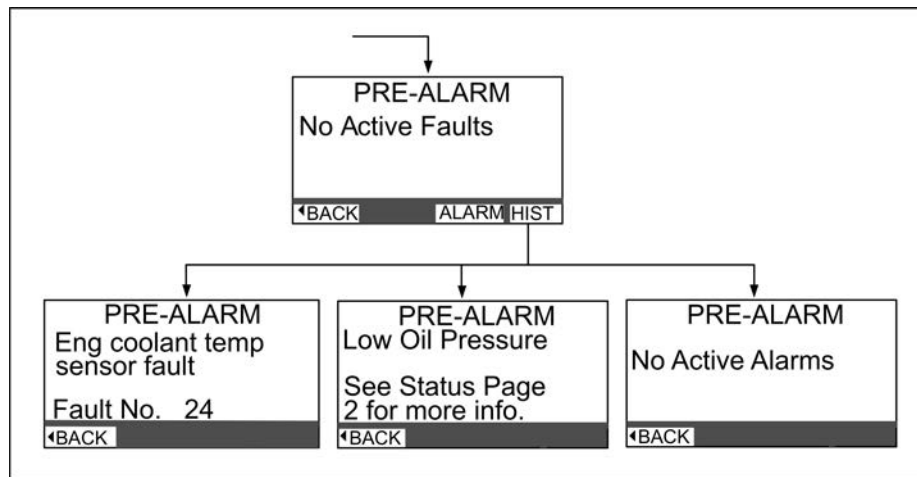 PRE-ALARM
No Active Faults
◂BACK ALARM HIST
PRE-ALARM
Eng coolant temp
sensor fault
Fault No. 24
◂BACK
PRE-ALARM
Low Oil Pressure
See Status Page
2 for more info.
◂BACK
PRE-ALARM
No Active Alarms
◂BACK